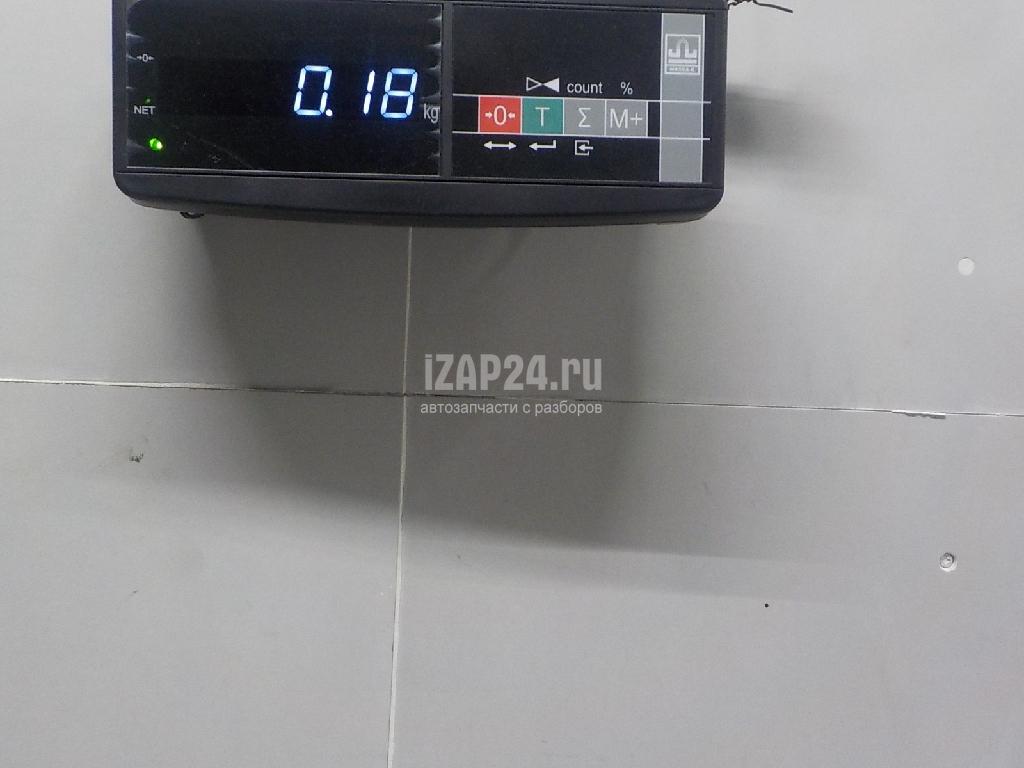 0.18 kg
→0←
NET
count %
→0← T Σ M+
iZAP24.ru
автозапчасти с разборов